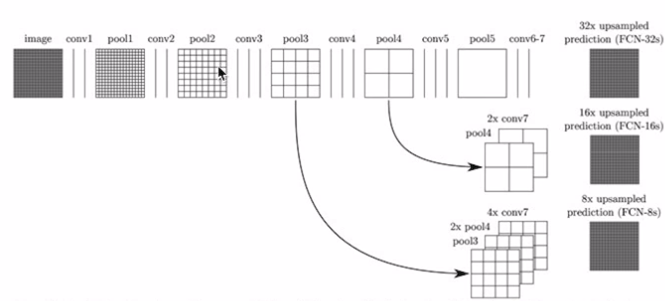 image conv1 pool1 conv2 pool2 conv3 pool3 conv4 pool4 conv5 pool5 conv6-7
32x upsampled
prediction (FCN-32s)
2x conv7
pool4
16x upsampled
prediction (FCN-16s)
4x conv7
2x pool4
pool3
8x upsampled
prediction (FCN-8s)